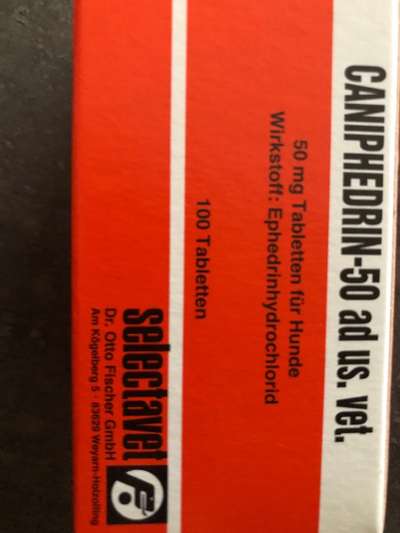 CANIPHEDRIN-50 ad us. vet.
50 mg Tabletten für Hunde
Wirkstoff: Ephedrinhydrochlorid
100 Tabletten
selectavet
Dr. Otto Fischer GmbH
Am Kögelberg 5 · 83629 Weyarn-Holzolling